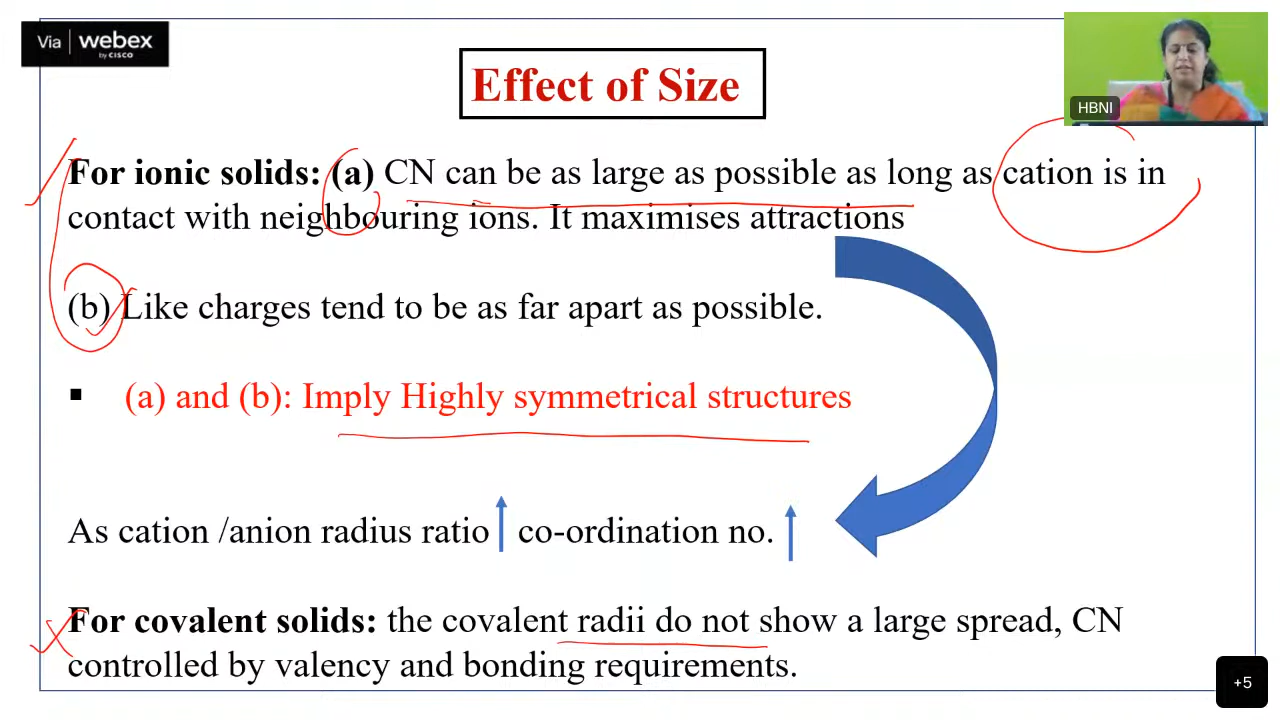 Via webex
by CISCO
Effect of Size
HBNI
For ionic solids: (a) CN can be as large as possible as long as cation is in
contact with neighbouring ions. It maximises attractions
(b) Like charges tend to be as far apart as possible.
▪ (a) and (b): Imply Highly symmetrical structures
As cation /anion radius ratio ↑ co-ordination no. ↑
For covalent solids: the covalent radii do not show a large spread, CN
controlled by valency and bonding requirements.
+5